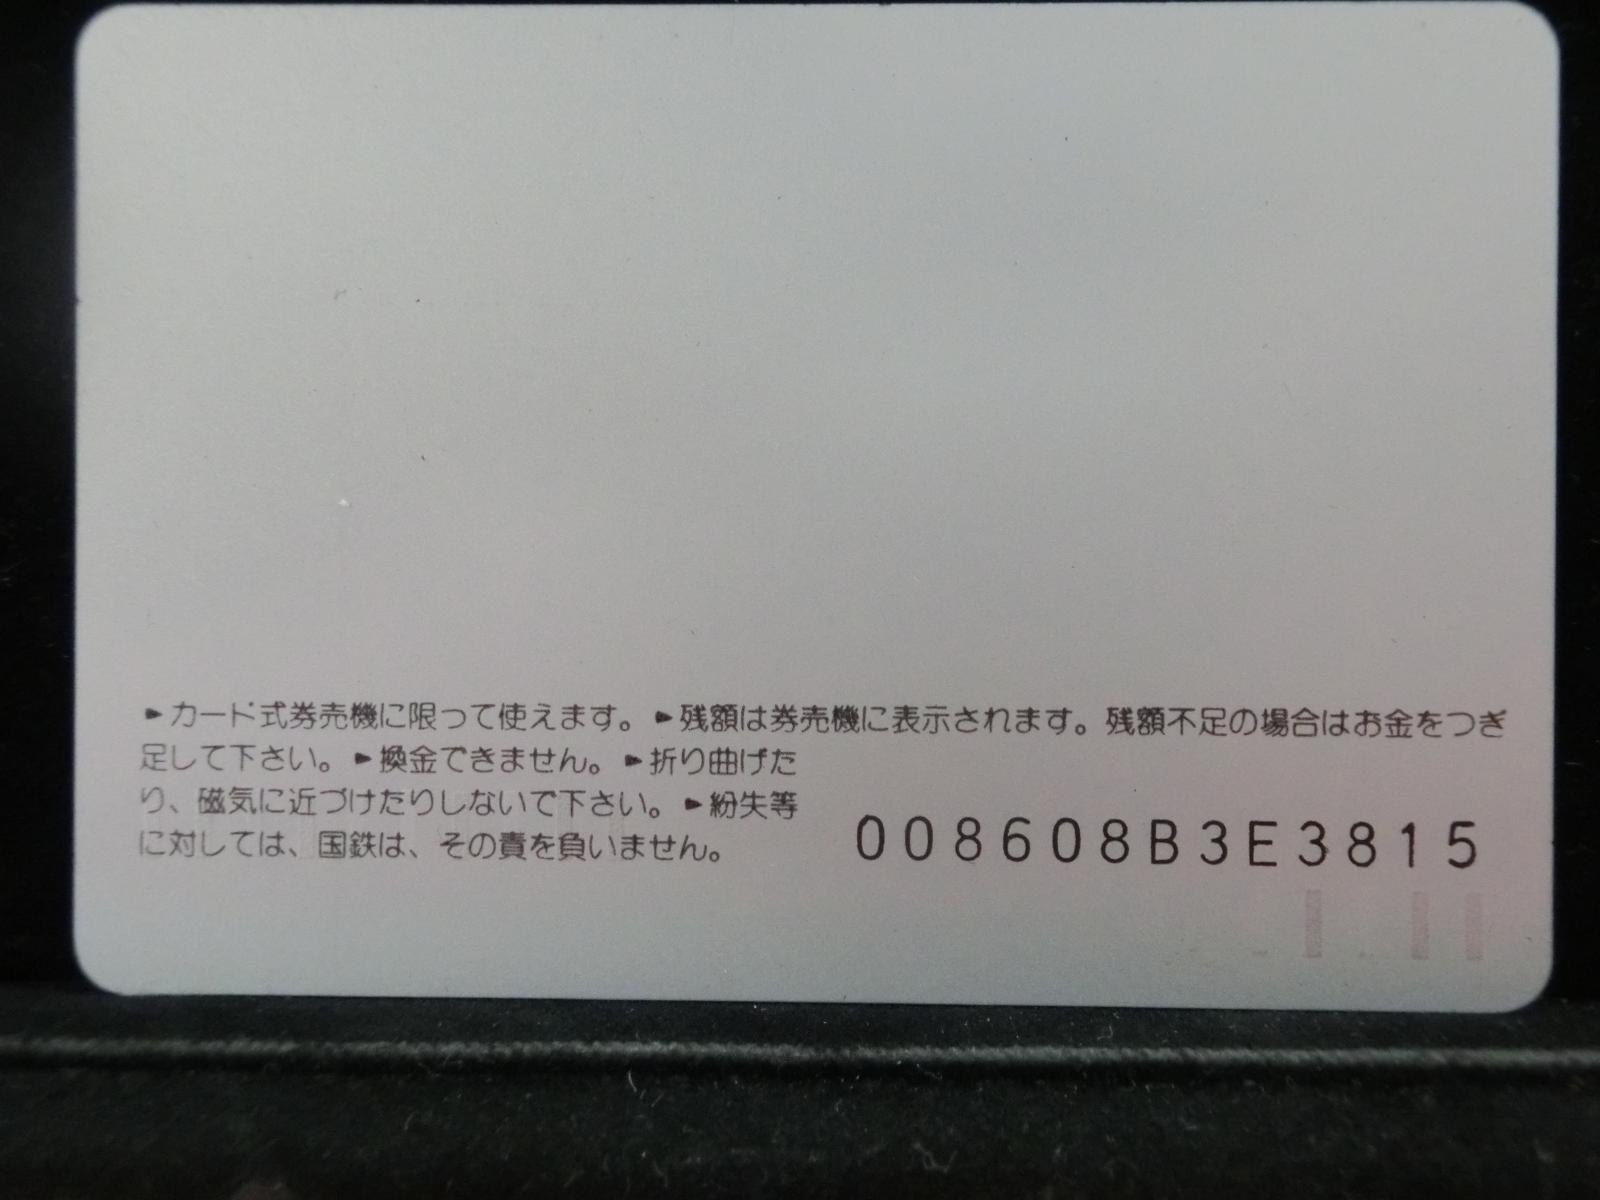 ►カード式券売機に限って使えます。►残額は券売機に表示されます。残額不足の場合はお金をつぎ
足して下さい。►換金できません。►折り曲げた
り、磁気に近づけたりしないで下さい。►紛失等
に対しては、国鉄は、その責を負いません。
008608B3E3815